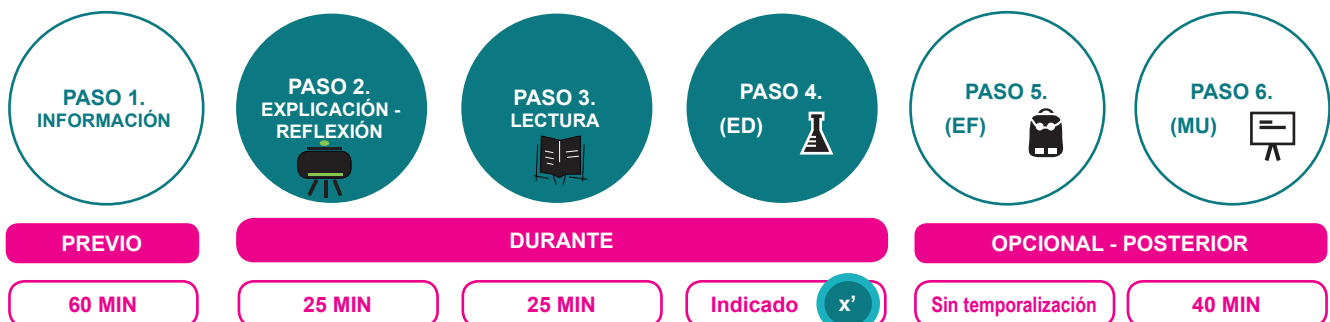 PASO 1.
INFORMACIÓN
PASO 2.
EXPLICACIÓN -
REFLEXIÓN
PASO 3.
LECTURA
PASO 4.
(ED)
PASO 5.
(EF)
PASO 6.
(MU)
PREVIO
DURANTE
OPCIONAL - POSTERIOR
60 MIN
25 MIN
25 MIN
Indicado x’
Sin temporalización
40 MIN